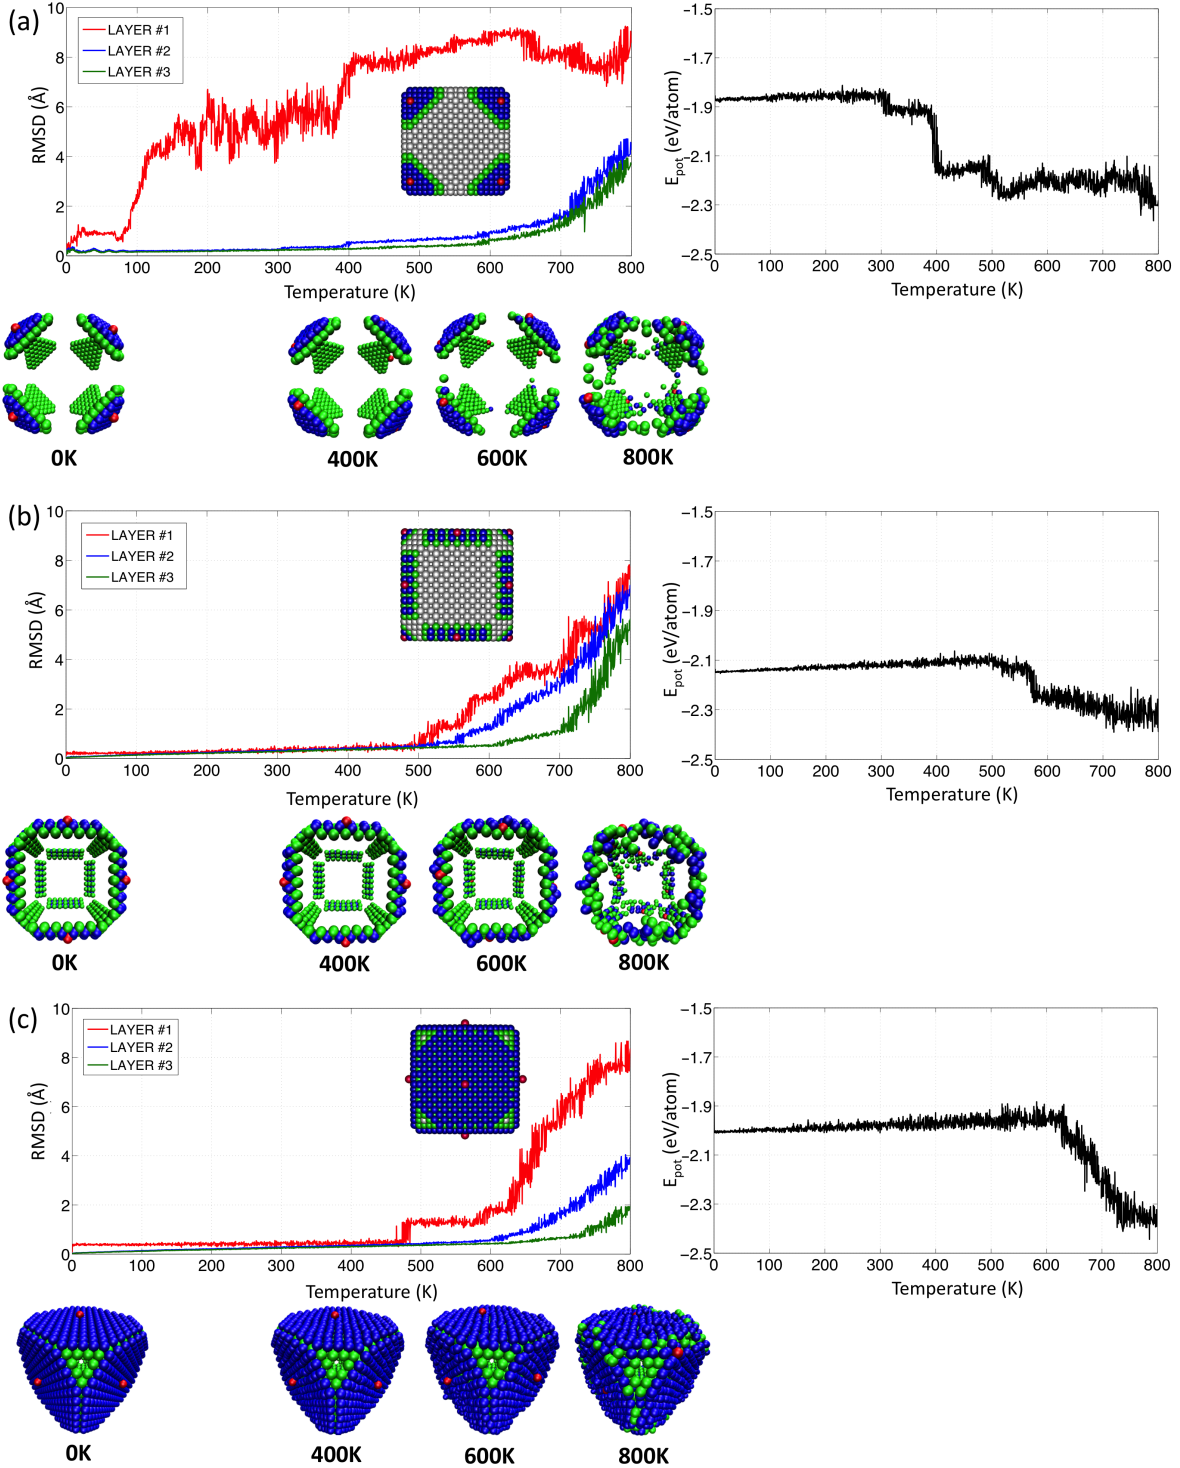 (a)
10
8
6
4
2
0
RMSD (Å)
LAYER #1
LAYER #2
LAYER #3
0 100 200 300 400 500 600 700 800
Temperature (K)
−1.5
−1.7
−1.9
−2.1
−2.3
−2.5
Epot (eV/atom)
0 100 200 300 400 500 600 700 800
Temperature (K)
0K 400K 600K 800K
(b)
10
8
6
4
2
0
RMSD (Å)
LAYER #1
LAYER #2
LAYER #3
0 100 200 300 400 500 600 700 800
Temperature (K)
−1.5
−1.7
−1.9
−2.1
−2.3
−2.5
Epot (eV/atom)
0 100 200 300 400 500 600 700 800
Temperature (K)
0K 400K 600K 800K
(c)
10
8
6
4
2
0
RMSD (Å)
LAYER #1
LAYER #2
LAYER #3
0 100 200 300 400 500 600 700 800
Temperature (K)
−1.5
−1.7
−1.9
−2.1
−2.3
−2.5
Epot (eV/atom)
0 100 200 300 400 500 600 700 800
Temperature (K)
0K 400K 600K 800K